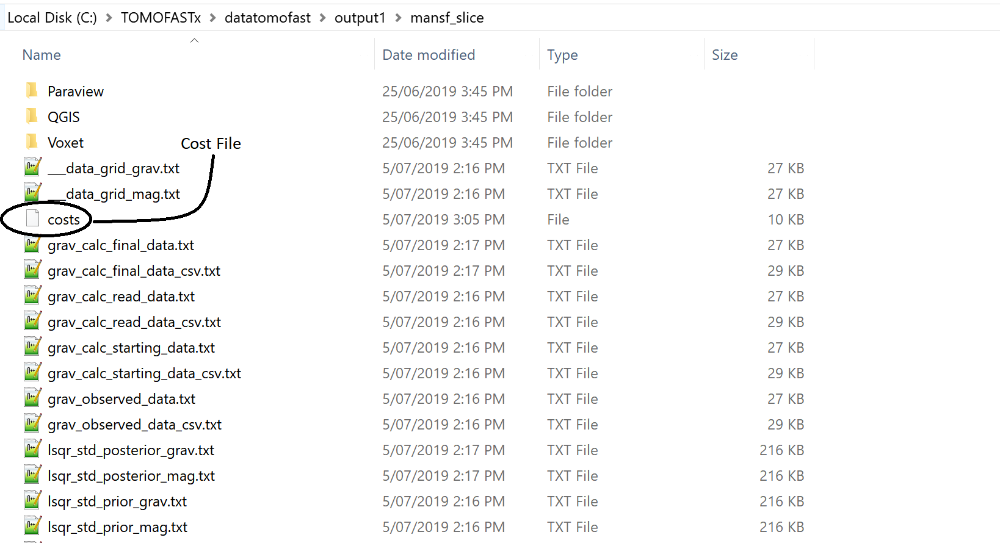 Local Disk (C:) > TOMOFASTx > datatomofast > output1 > mansf_slice
Name Date modified Type Size
Paraview 25/06/2019 3:45 PM File folder
QGIS 25/06/2019 3:45 PM File folder
Voxet 25/06/2019 3:45 PM File folder
Cost File
___data_grid_grav.txt 5/07/2019 2:16 PM TXT File 27 KB
___data_grid_mag.txt 5/07/2019 2:16 PM TXT File 27 KB
costs 5/07/2019 3:05 PM File 10 KB
grav_calc_final_data.txt 5/07/2019 2:17 PM TXT File 27 KB
grav_calc_final_data_csv.txt 5/07/2019 2:17 PM TXT File 29 KB
grav_calc_read_data.txt 5/07/2019 2:16 PM TXT File 27 KB
grav_calc_read_data_csv.txt 5/07/2019 2:16 PM TXT File 29 KB
grav_calc_starting_data.txt 5/07/2019 2:16 PM TXT File 27 KB
grav_calc_starting_data_csv.txt 5/07/2019 2:16 PM TXT File 29 KB
grav_observed_data.txt 5/07/2019 2:16 PM TXT File 27 KB
grav_observed_data_csv.txt 5/07/2019 2:16 PM TXT File 29 KB
lsqr_std_posterior_grav.txt 5/07/2019 2:17 PM TXT File 216 KB
lsqr_std_posterior_mag.txt 5/07/2019 2:17 PM TXT File 216 KB
lsqr_std_prior_grav.txt 5/07/2019 2:16 PM TXT File 216 KB
lsqr_std_prior_mag.txt 5/07/2019 2:16 PM TXT File 216 KB